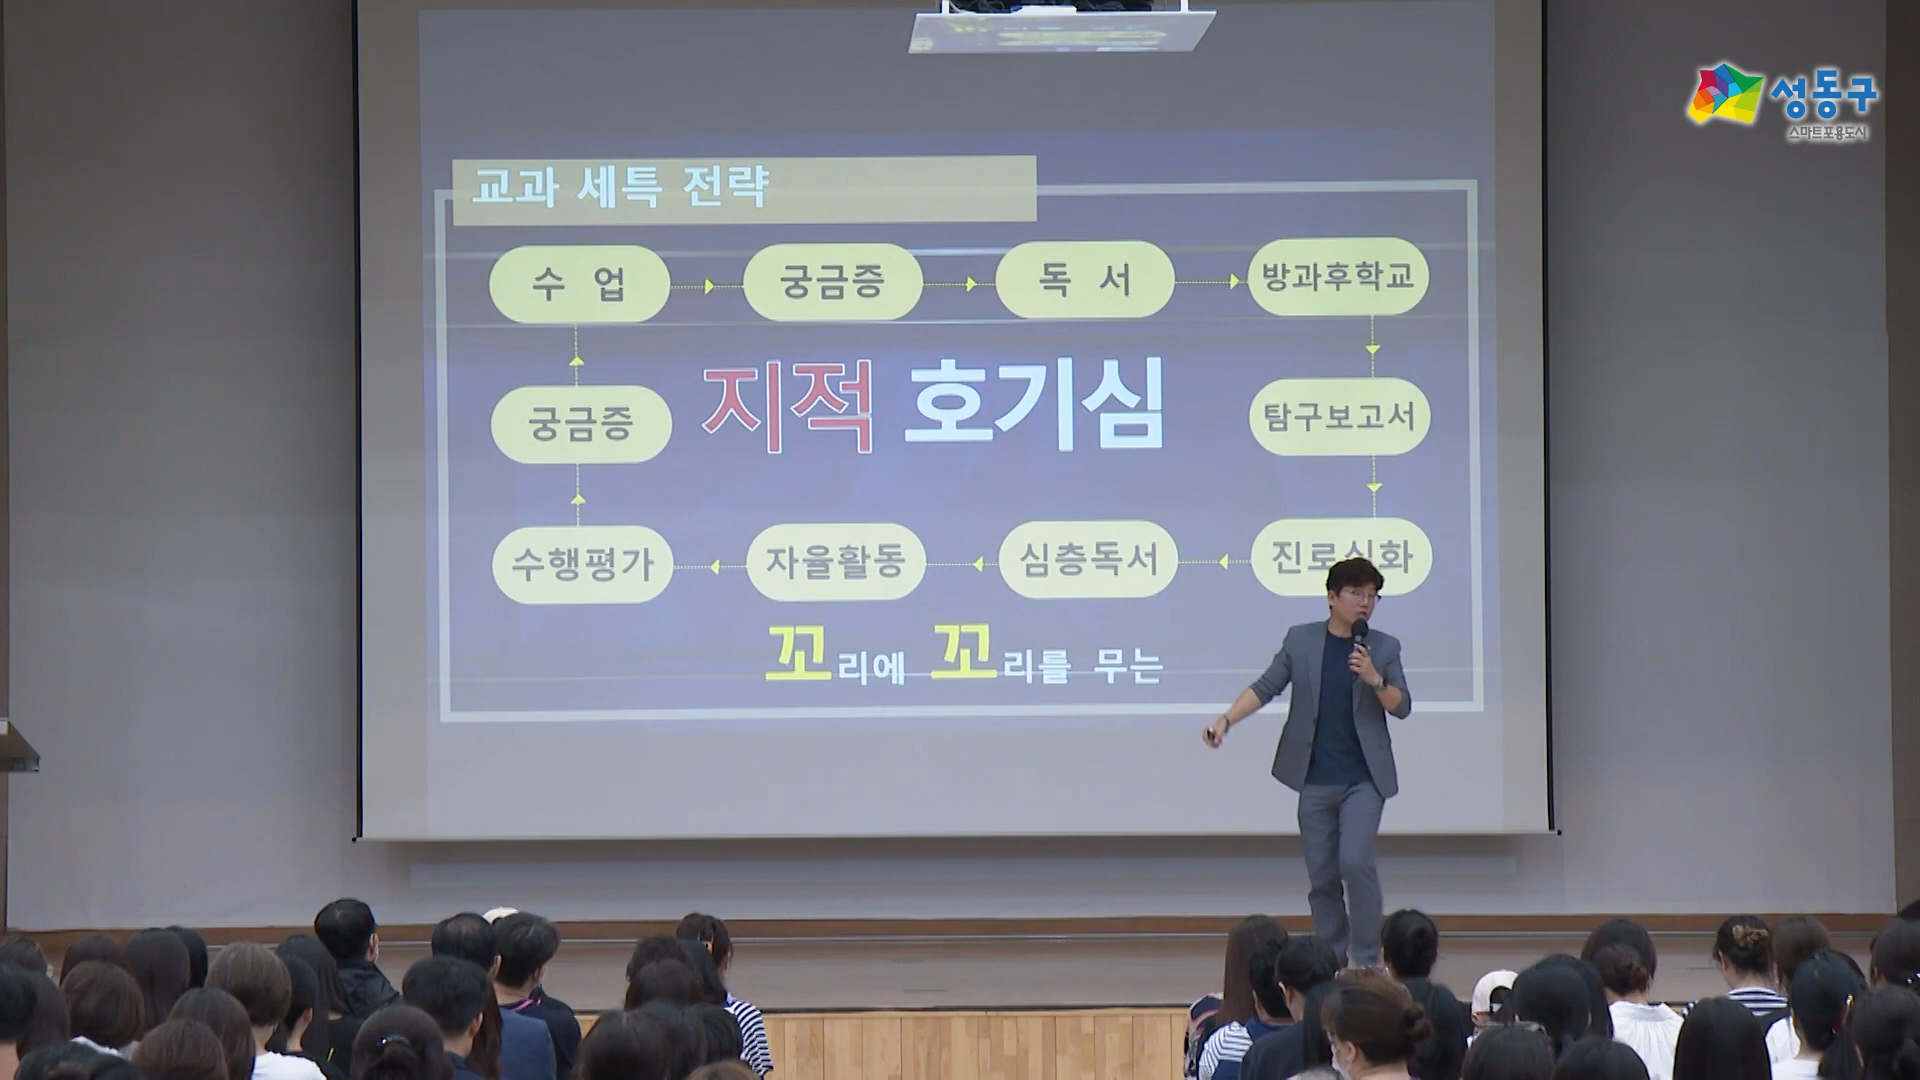 성동구
스마트포용도시
교과 세특 전략
수 업
궁금증
독 서
방과후학교
지적 호기심
궁금증
탐구보고서
수행평가
자율활동
심층독서
진로심화
꼬리에 꼬리를 무는